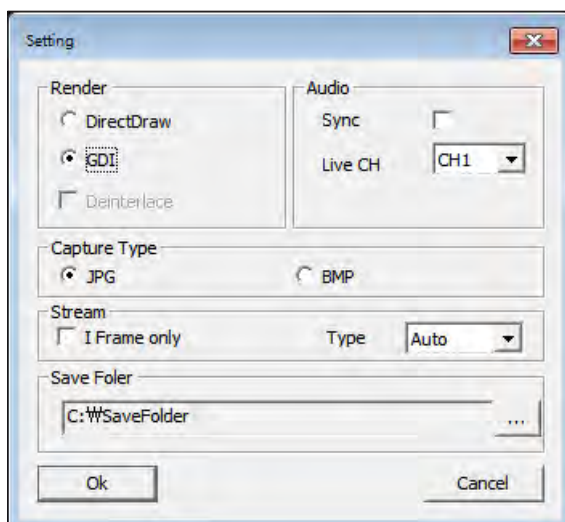 Setting
Render
DirectDraw
GDI
Deinterlace
Audio
Sync
Live CH CH1
Capture Type
JPG BMP
Stream
I Frame only Type Auto
Save Foler
C:₩SaveFolder ...
Ok Cancel